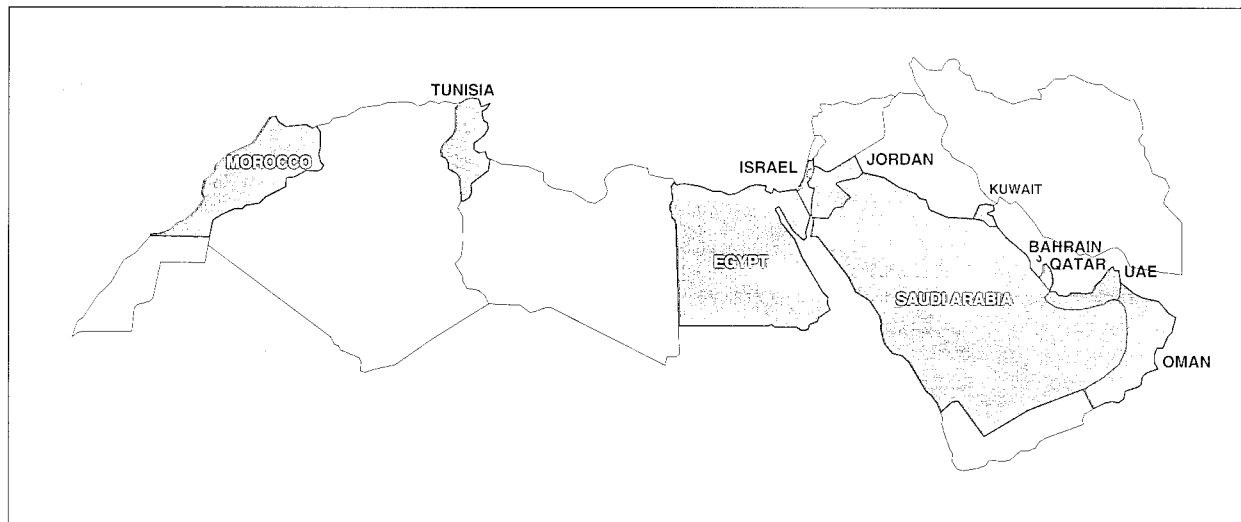 TUNISIA
MOROCCO
ISRAEL
JORDAN
KUWAIT
EGYPT
BAHRAIN
QATAR
UAE
SAUDI ARABIA
OMAN